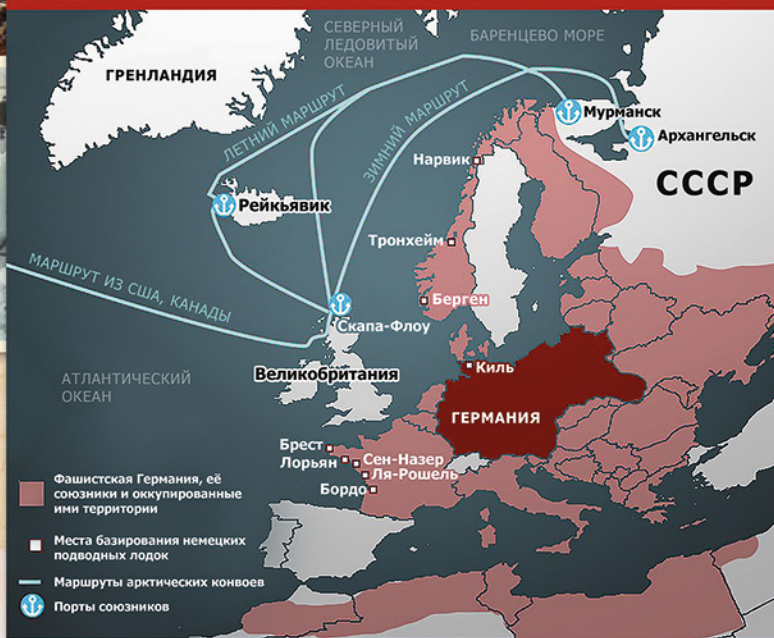 СЕВЕРНЫЙ
ЛЕДОВИТЫЙ
ОКЕАН
БАРЕНЦЕВО МОРЕ
ГРЕНЛАНДИЯ
ЛЕТНИЙ МАРШРУТ
ЗИМНИЙ МАРШРУТ
Мурманск
Архангельск
Нарвик
СССР
Рейкьявик
Тронхейм
МАРШРУТ ИЗ США, КАНАДЫ
Берген
Скапа-Флоу
Великобритания
Киль
АТЛАНТИЧЕСКИЙ
ОКЕАН
ГЕРМАНИЯ
Брест
Лорьян
Сен-Назер
Ля-Рошель
Бордо
Фашистская Германия, её
союзники и оккупированные
ими территории
Места базирования немецких
подводных лодок
Маршруты арктических конвоев
Порты союзников